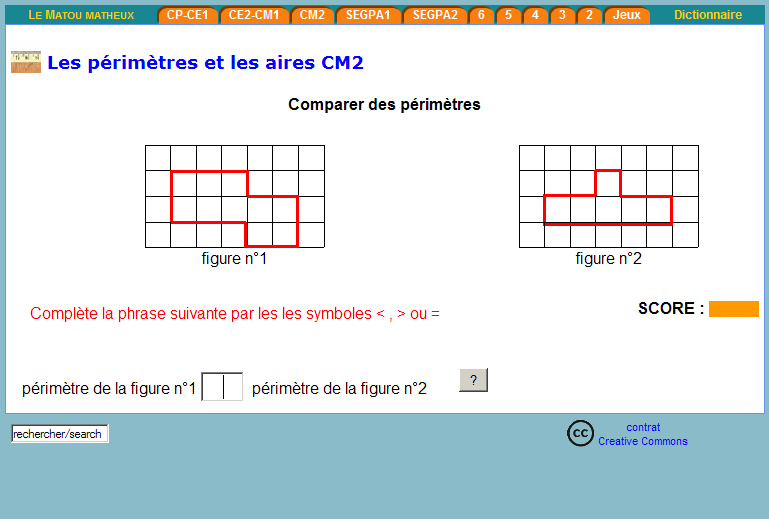 LE MATOU MATHEUX CP-CE1 CE2-CM1 CM2 SEGPA1 SEGPA2 6 5 4 3 2 Jeux Dictionnaire
Les périmètres et les aires CM2
Comparer des périmètres
figure n°1 figure n°2
Complète la phrase suivante par les les symboles < , > ou =
SCORE :
périmètre de la figure n°1 périmètre de la figure n°2 ?
rechercher/search
cc contrat
Creative Commons